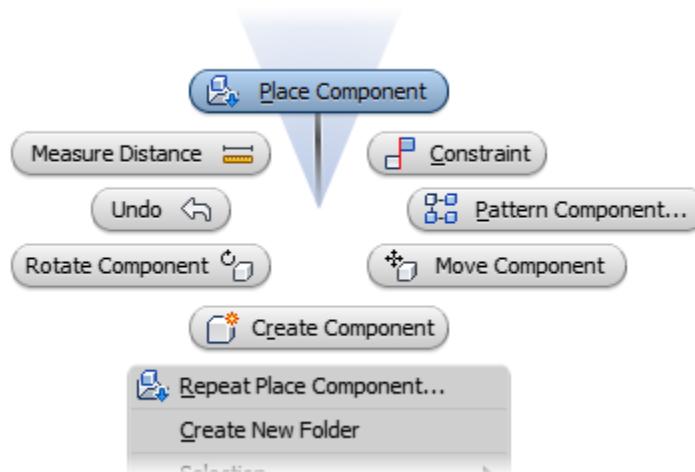 Place Component
Measure Distance
Constraint
Undo
Pattern Component...
Rotate Component
Move Component
Create Component
Repeat Place Component...
Create New Folder
Selection